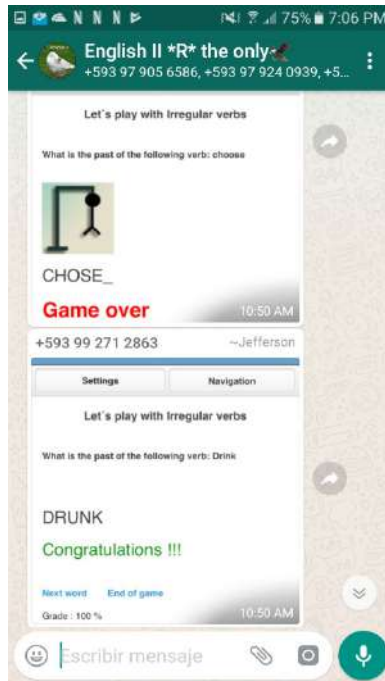 N N N 75% 7:06 PM
English II *R* the only
+593 97 905 6586, +593 97 924 0939, +5...
Let´s play with Irregular verbs
What is the past of the following verb: choose
CHOSE_
Game over
10:50 AM
+593 99 271 2863 ~Jefferson
Settings Navigation
Let´s play with Irregular verbs
What is the past of the following verb: Drink
DRUNK
Congratulations !!!
Next word End of game
Grade : 100 %
10:50 AM
Escribir mensaje